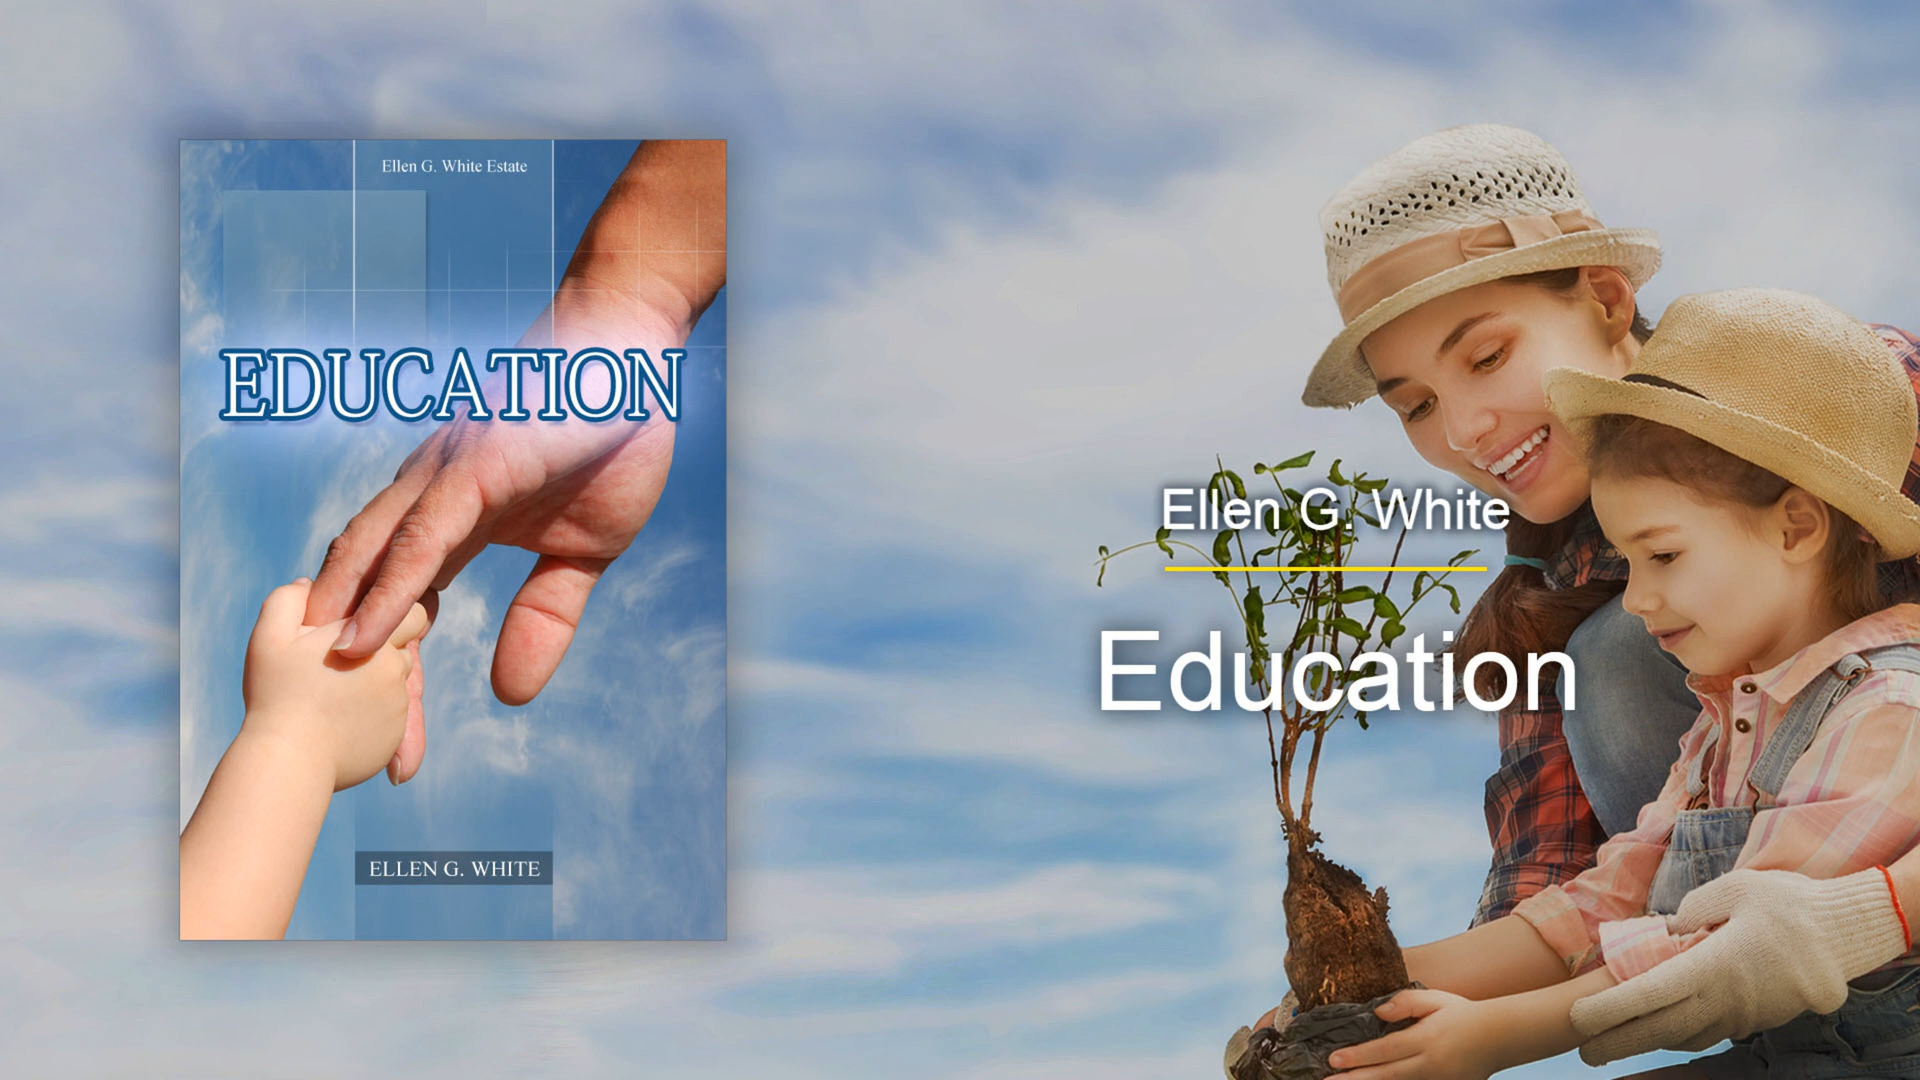 Ellen G. White Estate
EDUCATION
ELLEN G. WHITE
Ellen G. White
Education